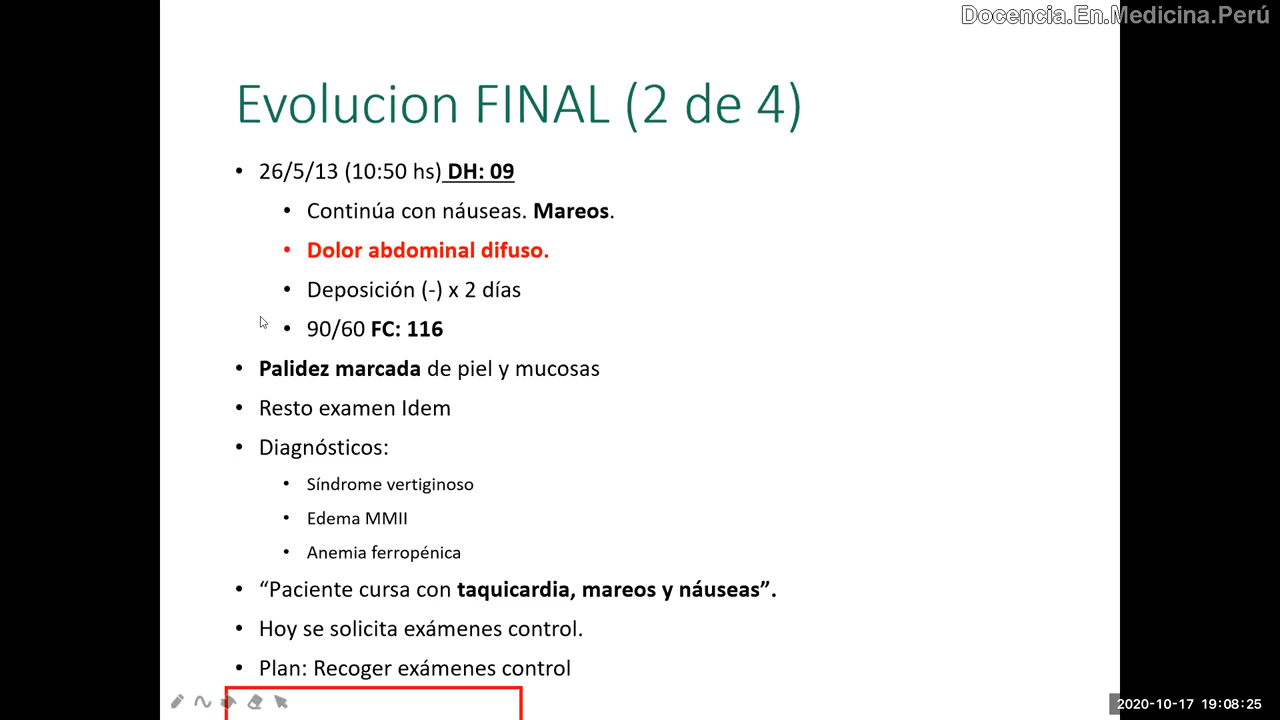 Docencia.En.Medicina.Perú
Evolucion FINAL (2 de 4)
• 26/5/13 (10:50 hs) DH: 09
• Continúa con náuseas. Mareos.
• Dolor abdominal difuso.
• Deposición (-) x 2 días
• 90/60 FC: 116
• Palidez marcada de piel y mucosas
• Resto examen Idem
• Diagnósticos:
• Síndrome vertiginoso
• Edema MMII
• Anemia ferropénica
• “Paciente cursa con taquicardia, mareos y náuseas”.
• Hoy se solicita exámenes control.
• Plan: Recoger exámenes control
2020-10-17 19:08:25